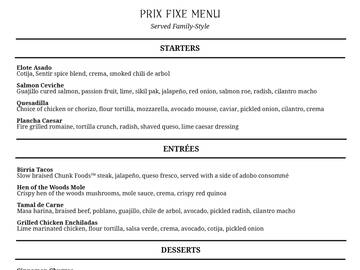 PRIX FIXE MENU
Served Family-Style
STARTERS
Elote Asado
Cotija, Sentir spice blend, crema, smoked chili de arbol
Salmon Ceviche
Guajillo cured salmon, passion fruit, lime, sikil pak, jalapeño, red onion, salmon roe, radish, cilantro macho
Quesadilla
Choice of chicken or chorizo, flour tortilla, mozzarella, avocado mousse, caviar, pickled onion, cilantro, crema
Plancha Caesar
Fire grilled romaine, tortilla crunch, radish, shaved queso, lime caesar dressing
ENTRÉES
Birria Tacos
Slow braised Chunk Foods™ steak, jalapeño, queso fresco, served with a side of adobo consommé
Hen of the Woods Mole
Crispy hen of the woods mushrooms, mole sauce, crema, crispy red quinoa
Tamal de Carne
Masa harina, braised beef, poblano, guajillo, chile de arbol, avocado, pickled radish, cilantro macho
Grilled Chicken Enchiladas
Lime marinated chicken, flour tortilla, salsa verde, crema, avocado, cotija, pickled onion
DESSERTS